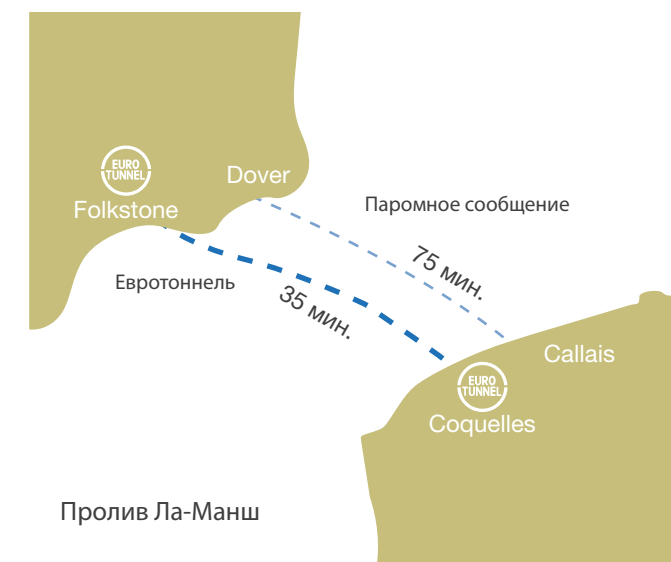 EURO
TUNNEL
Dover
Folkstone
Паромное сообщение
75 мин.
Евротоннель
35 мин.
Callais
EURO
TUNNEL
Coquelles
Пролив Ла-Манш